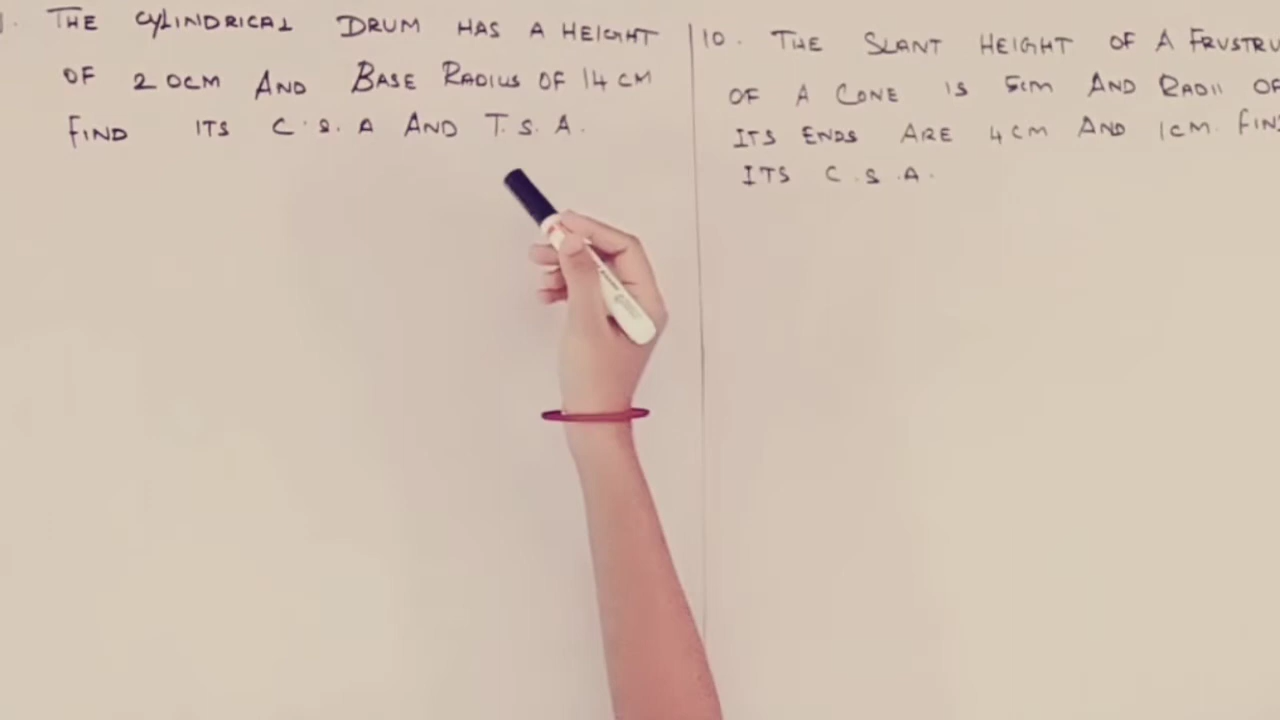 THE CYLINDRICAL DRUM HAS A HEIGHT
OF 20CM AND BASE RADIUS OF 14 CM
FIND ITS C.S.A AND T.S.A.
10. THE SLANT HEIGHT OF A FRUSTRU
OF A CONE IS 5CM AND RADII OF
ITS ENDS ARE 4CM AND 1CM. FIND
ITS C.S.A.